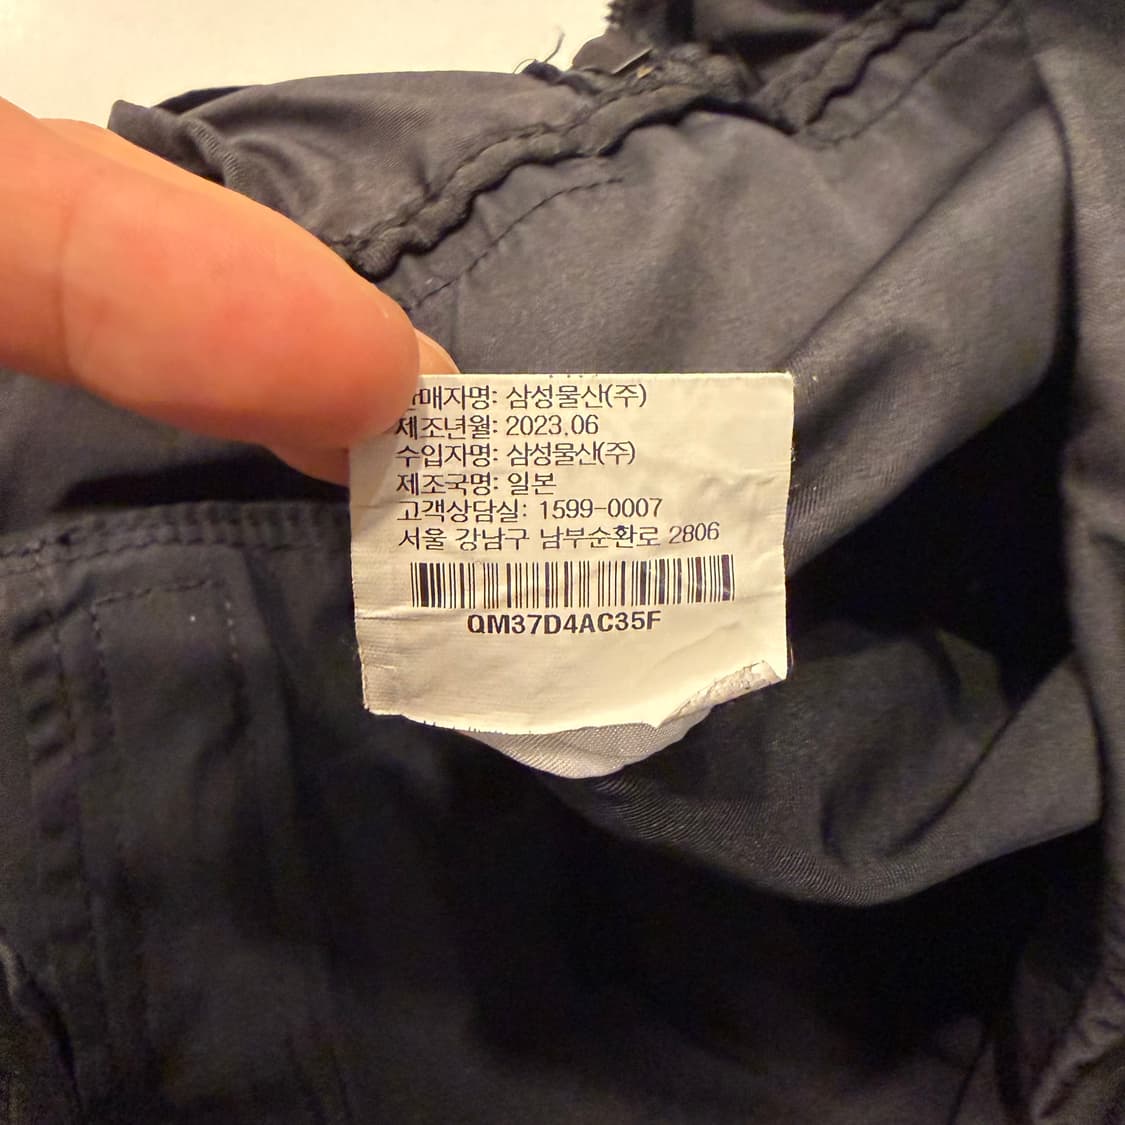 판매자명: 삼성물산(주)
제조년월: 2023.06
수입자명: 삼성물산(주)
제조국명: 일본
고객상담실: 1599-0007
서울 강남구 남부순환로 2806
QM37D4AC35F